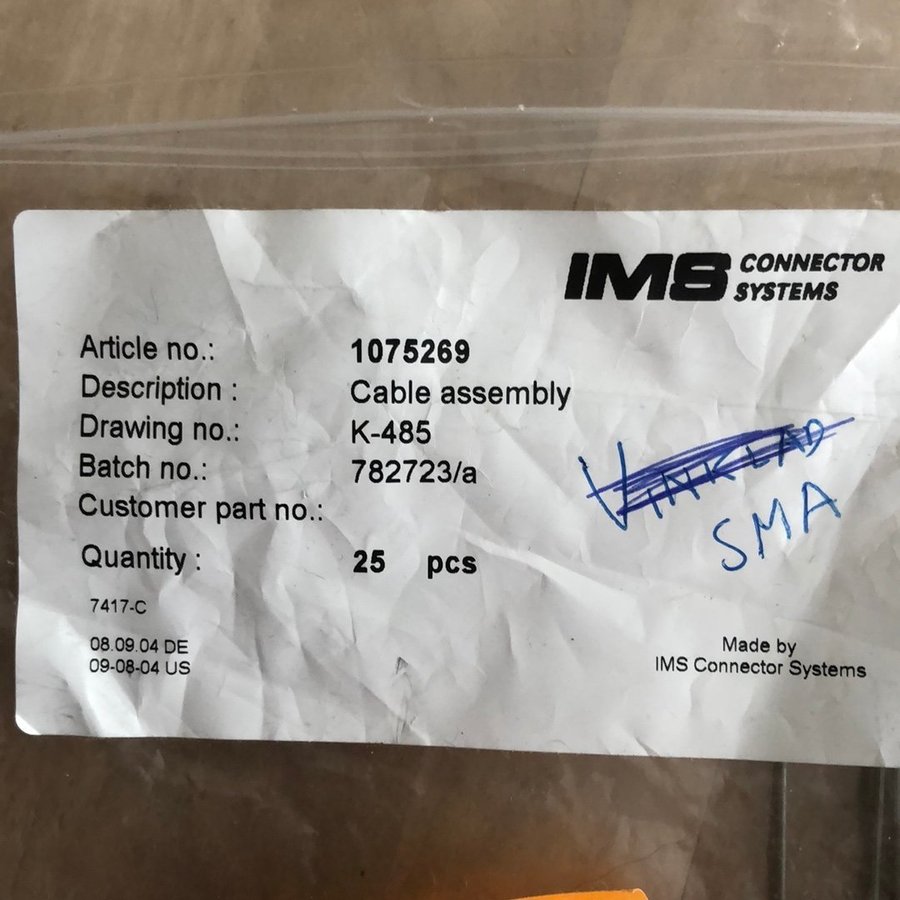 IMS CONNECTOR
SYSTEMS
Article no.: 1075269
Description : Cable assembly
Drawing no.: K-485
Batch no.: 782723/a
Customer part no.:
VINKLAD
SMA
Quantity : 25 pcs
7417-C
08.09.04 DE
09-08-04 US
Made by
IMS Connector Systems